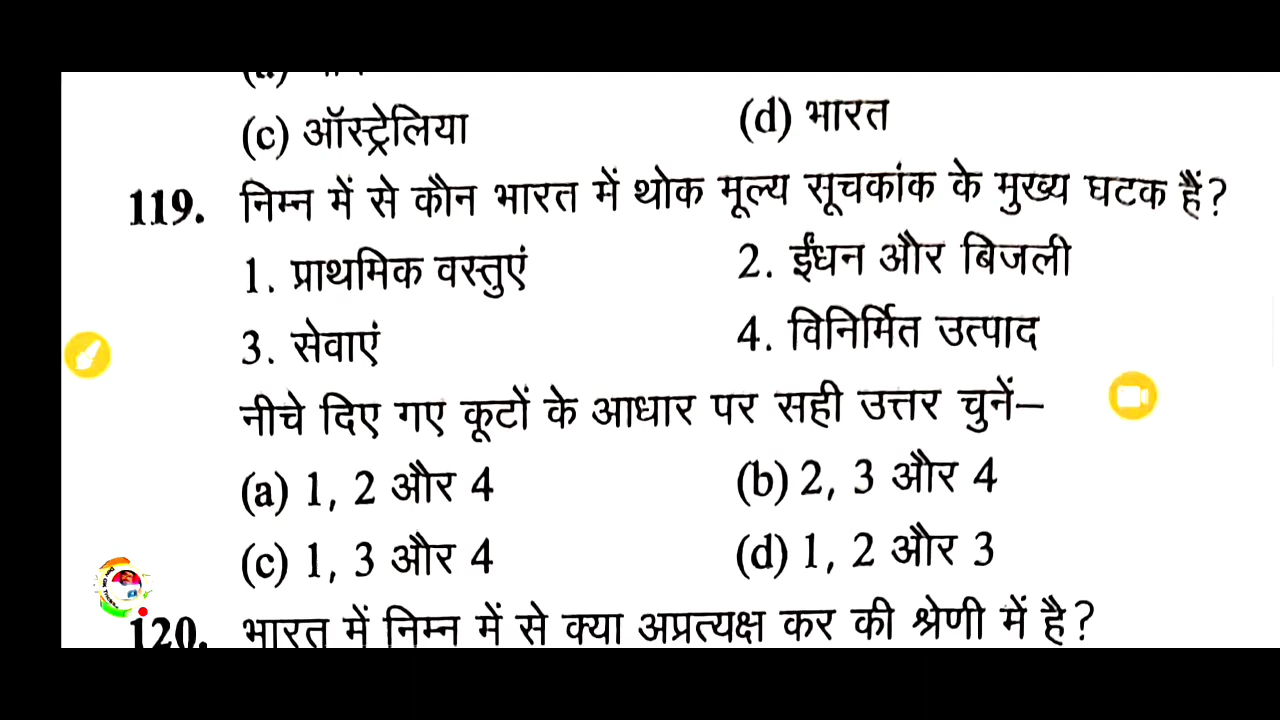 (c) ऑस्ट्रेलिया (d) भारत
119. निम्न में से कौन भारत में थोक मूल्य सूचकांक के मुख्य घटक हैं?
1. प्राथमिक वस्तुएं 2. ईंधन और बिजली
3. सेवाएं 4. विनिर्मित उत्पाद
नीचे दिए गए कूटों के आधार पर सही उत्तर चुनें–
(a) 1, 2 और 4 (b) 2, 3 और 4
(c) 1, 3 और 4 (d) 1, 2 और 3
120. भारत में निम्न में से क्या अप्रत्यक्ष कर की श्रेणी में है?